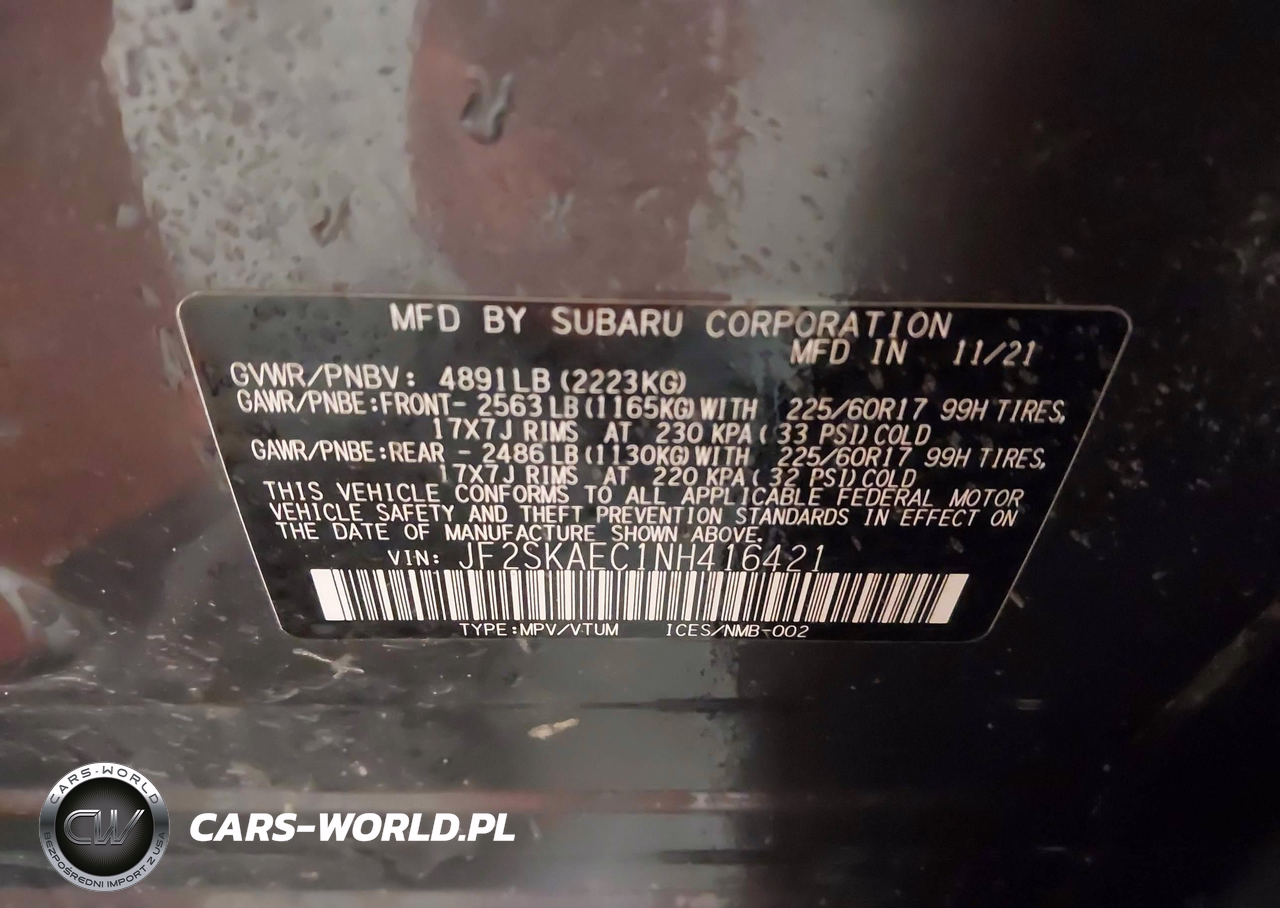 MFD BY SUBARU CORPORATION
MFD IN 11/21
GVWR/PNBV: 4891LB (2223KG)
GAWR/PNBE:FRONT- 2563LB(1165KG)WITH 225/60R17 99H TIRES,
17X7J RIMS AT 230 KPA( 33 PSI)COLD
GAWR/PNBE:REAR - 2486LB(1130KG)WITH 225/60R17 99H TIRES,
17X7J RIMS AT 220 KPA( 32 PSI)COLD
THIS VEHICLE CONFORMS TO ALL APPLICABLE FEDERAL MOTOR
VEHICLE SAFETY AND THEFT PREVENTION STANDARDS IN EFFECT ON
THE DATE OF MANUFACTURE SHOWN ABOVE.
VIN: JF2SKAEC1NH416421
TYPE:MPV/VTUM ICES/NMB-002
CARS-WORLD
CW
BEZPOŚREDNI IMPORT Z USA
CARS-WORLD.PL